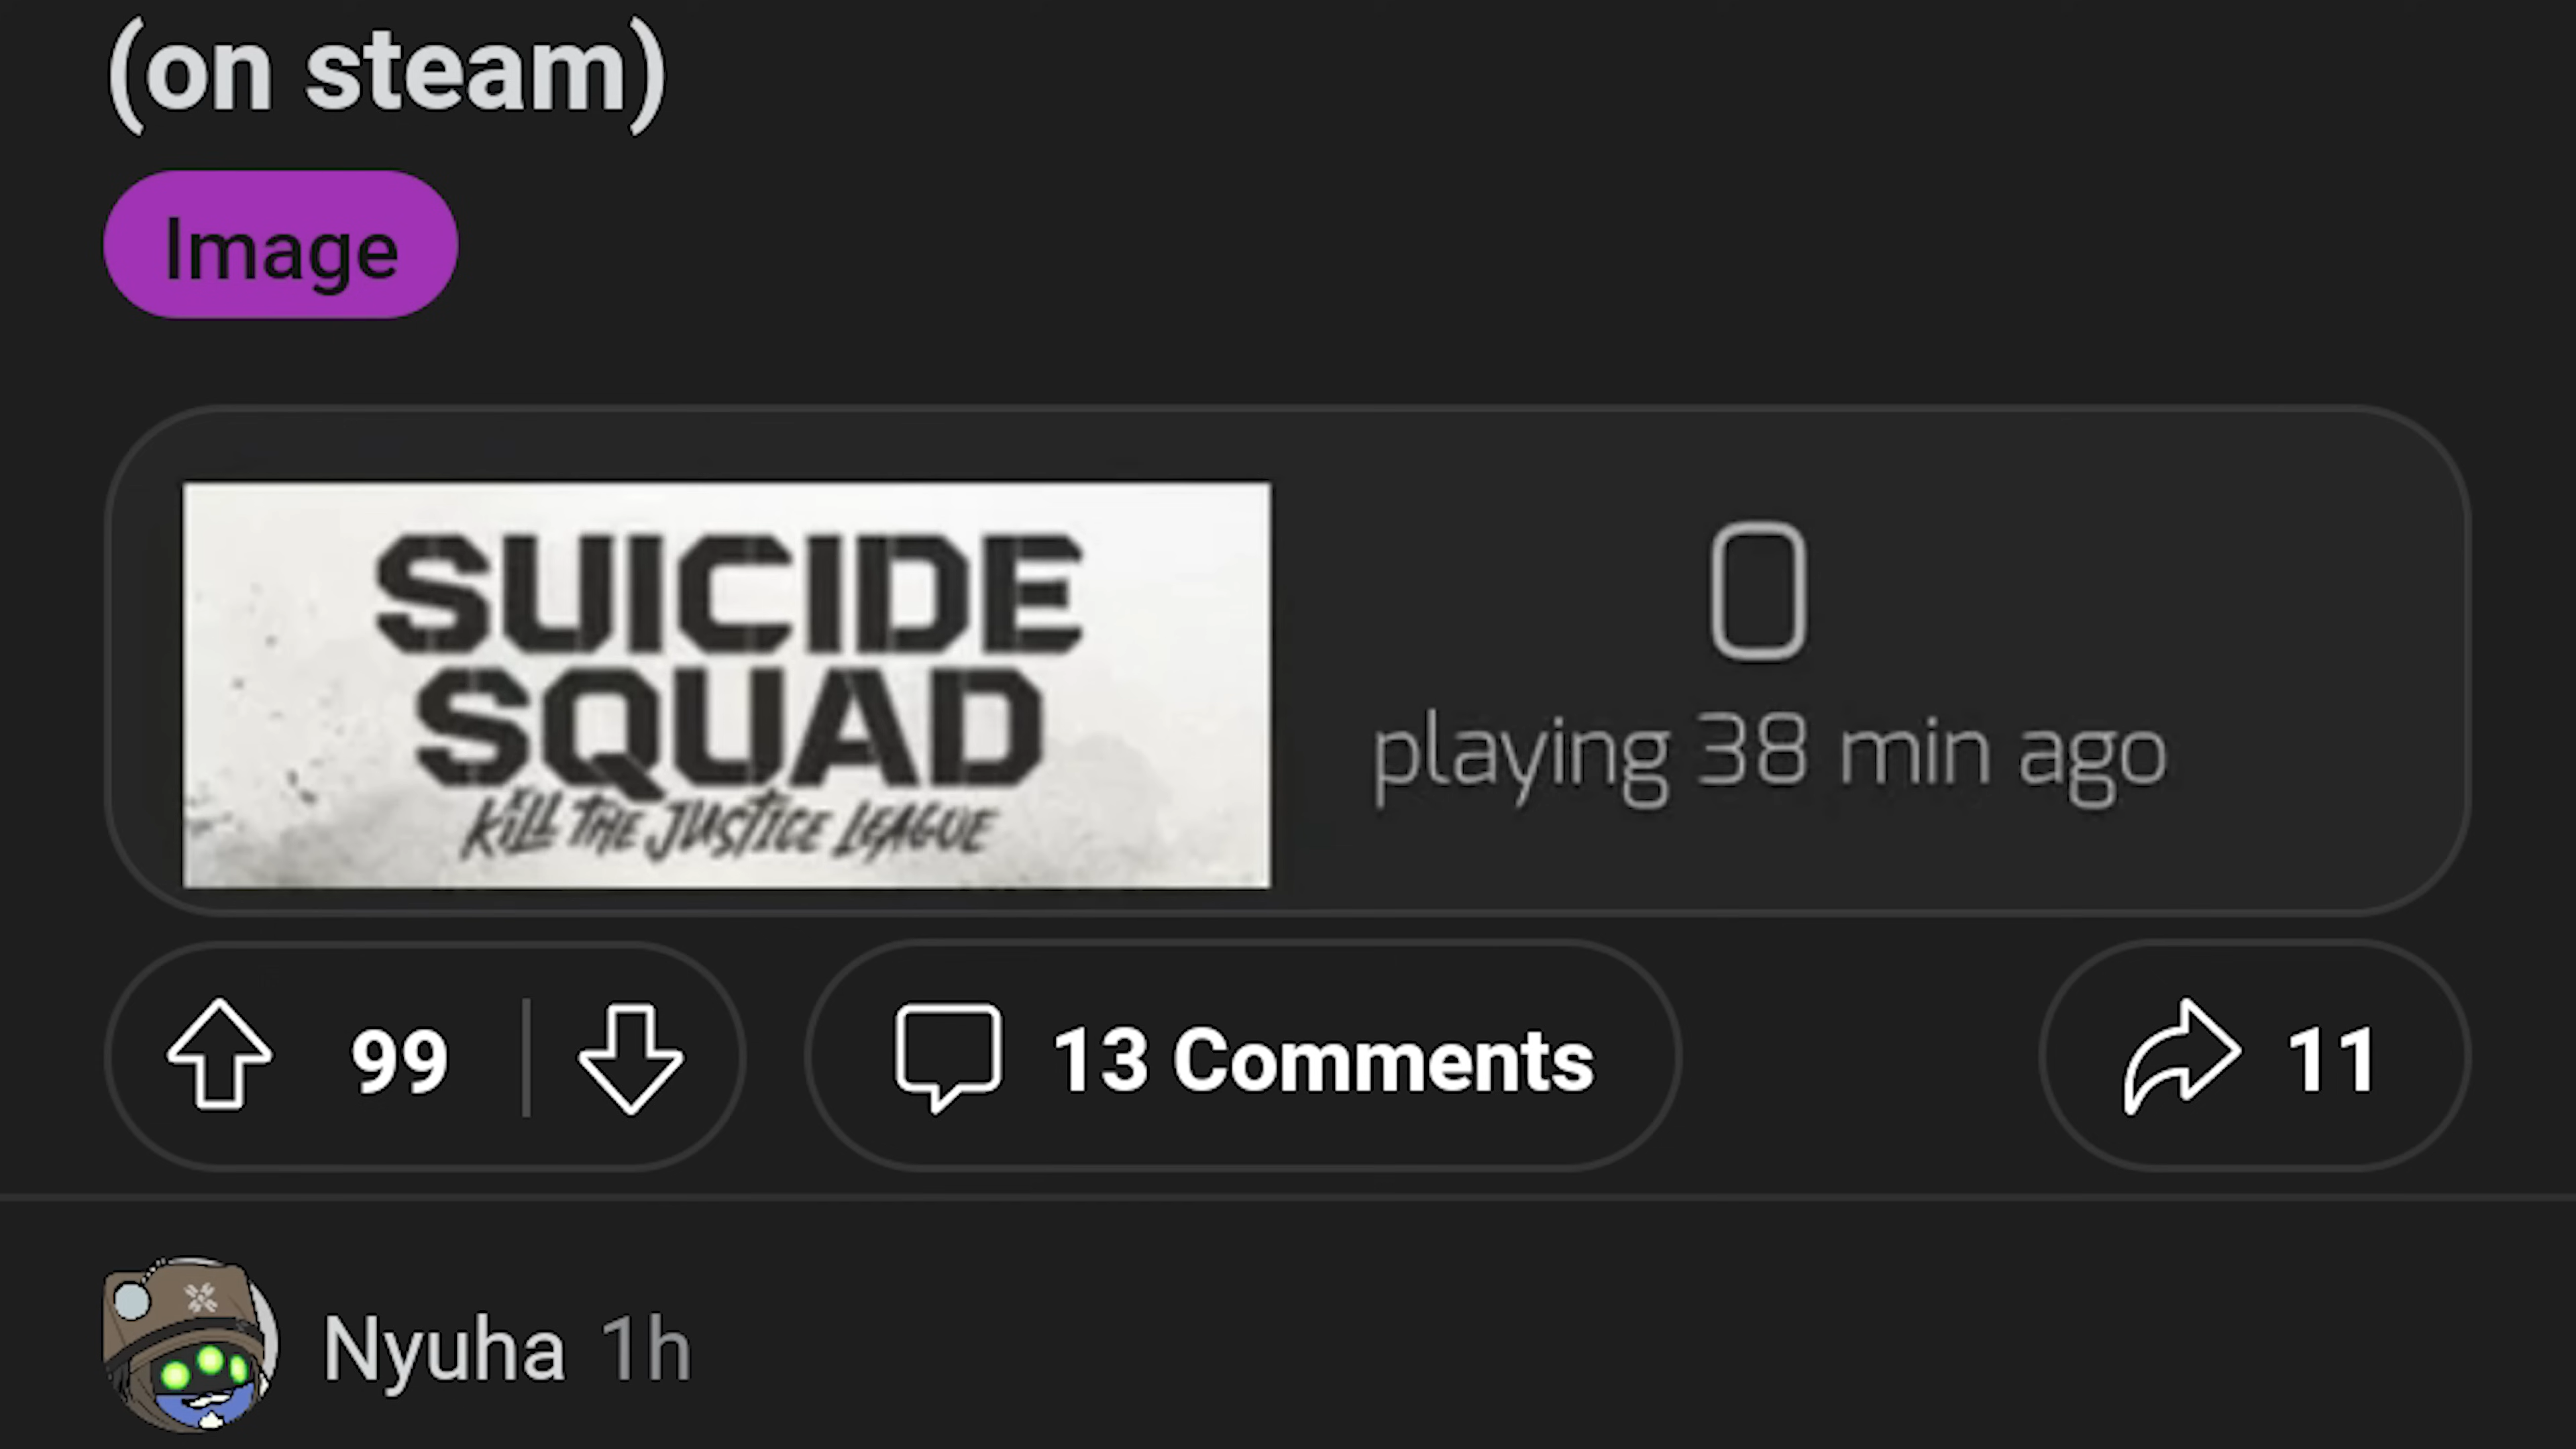 (on steam)
Image
SUICIDE
SQUAD
KILL THE JUSTICE LEAGUE
0
playing 38 min ago
99
13 Comments
11
Nyuha 1h